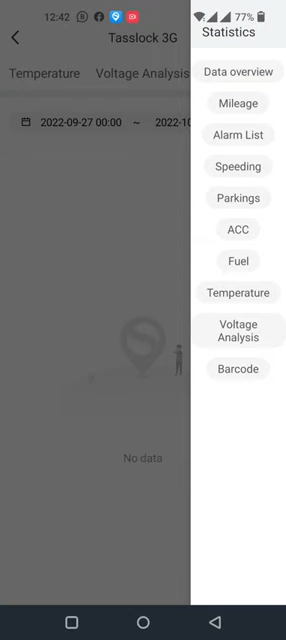 12:42 77%
Tasslock 3G
Temperature Voltage Analysis
2022-09-27 00:00 ~ 2022-10
No data
Statistics
Data overview
Mileage
Alarm List
Speeding
Parkings
ACC
Fuel
Temperature
Voltage
Analysis
Barcode